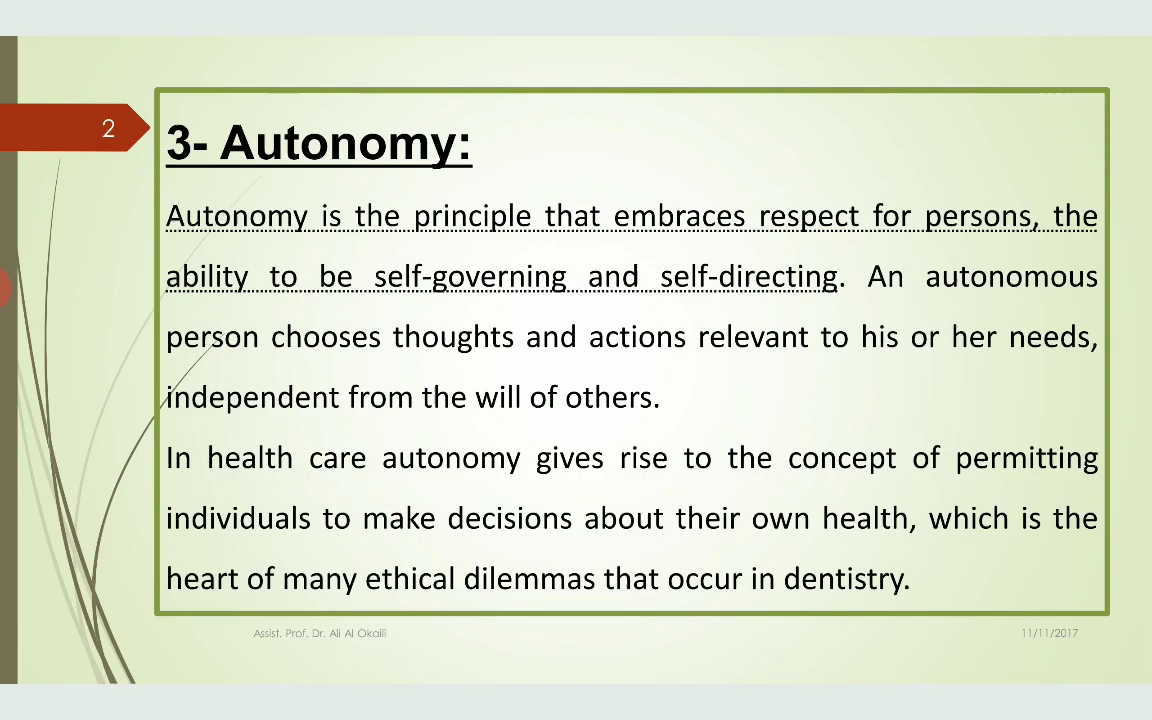 2
3- Autonomy:
Autonomy is the principle that embraces respect for persons, the
ability to be self-governing and self-directing. An autonomous
person chooses thoughts and actions relevant to his or her needs,
independent from the will of others.
In health care autonomy gives rise to the concept of permitting
individuals to make decisions about their own health, which is the
heart of many ethical dilemmas that occur in dentistry.
Assist. Prof. Dr. Ali Al Okaili
11/11/2017